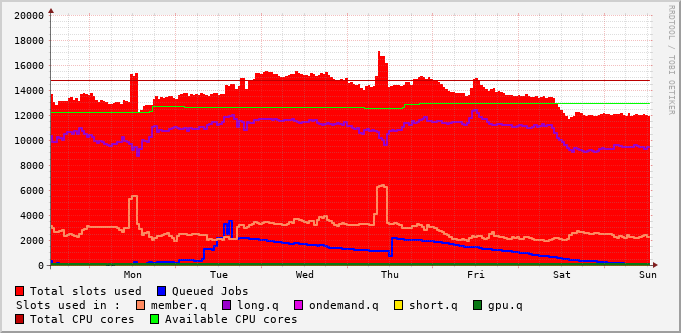 20000
18000
16000
14000
12000
10000
8000
6000
4000
2000
0
Mon Tue Wed Thu Fri Sat Sun
RRDTOOL / TOBI OETIKER
Total slots used Queued Jobs
Slots used in : member.q long.q ondemand.q short.q gpu.q
Total CPU cores Available CPU cores